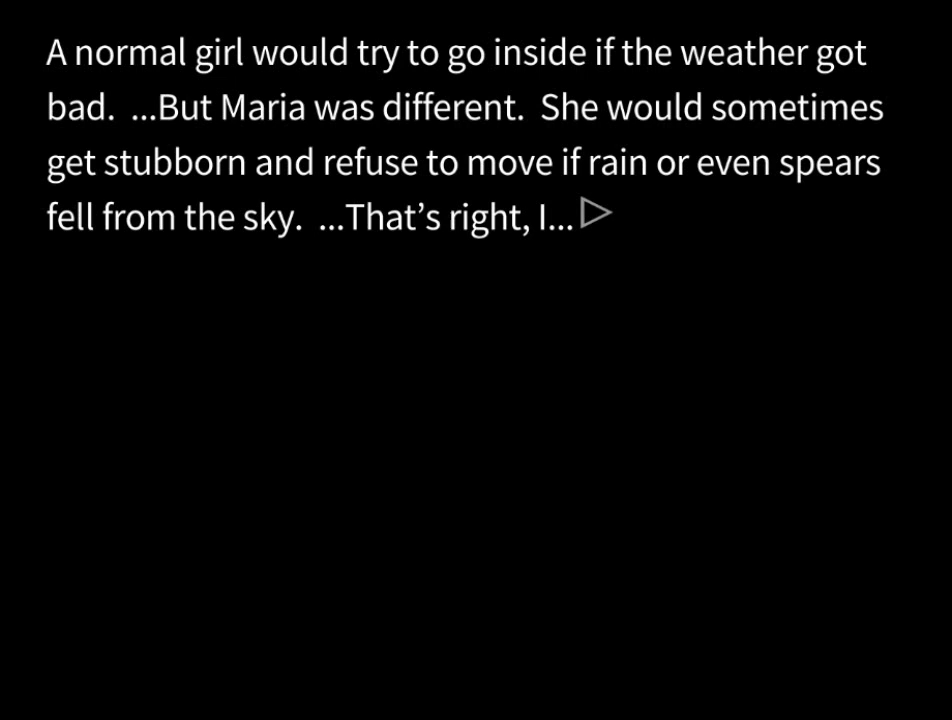 A normal girl would try to go inside if the weather got
bad.  ...But Maria was different.  She would sometimes
get stubborn and refuse to move if rain or even spears
fell from the sky.  ...That’s right, I...